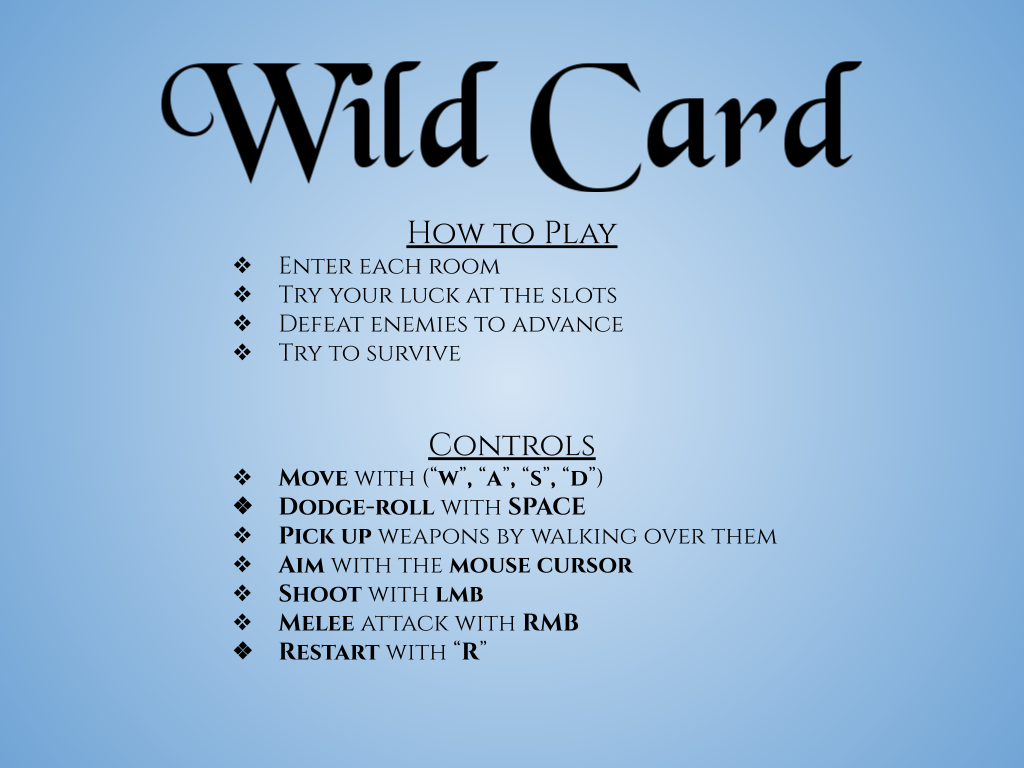 Wild Card
How to Play
❖ Enter each room
❖ Try your luck at the slots
❖ Defeat enemies to advance
❖ Try to survive
Controls
❖ Move with (“w”, “a”, “s”, “d”)
❖ Dodge-roll with SPACE
❖ Pick up weapons by walking over them
❖ Aim with the mouse cursor
❖ Shoot with lmb
❖ Melee attack with RMB
❖ Restart with “R”